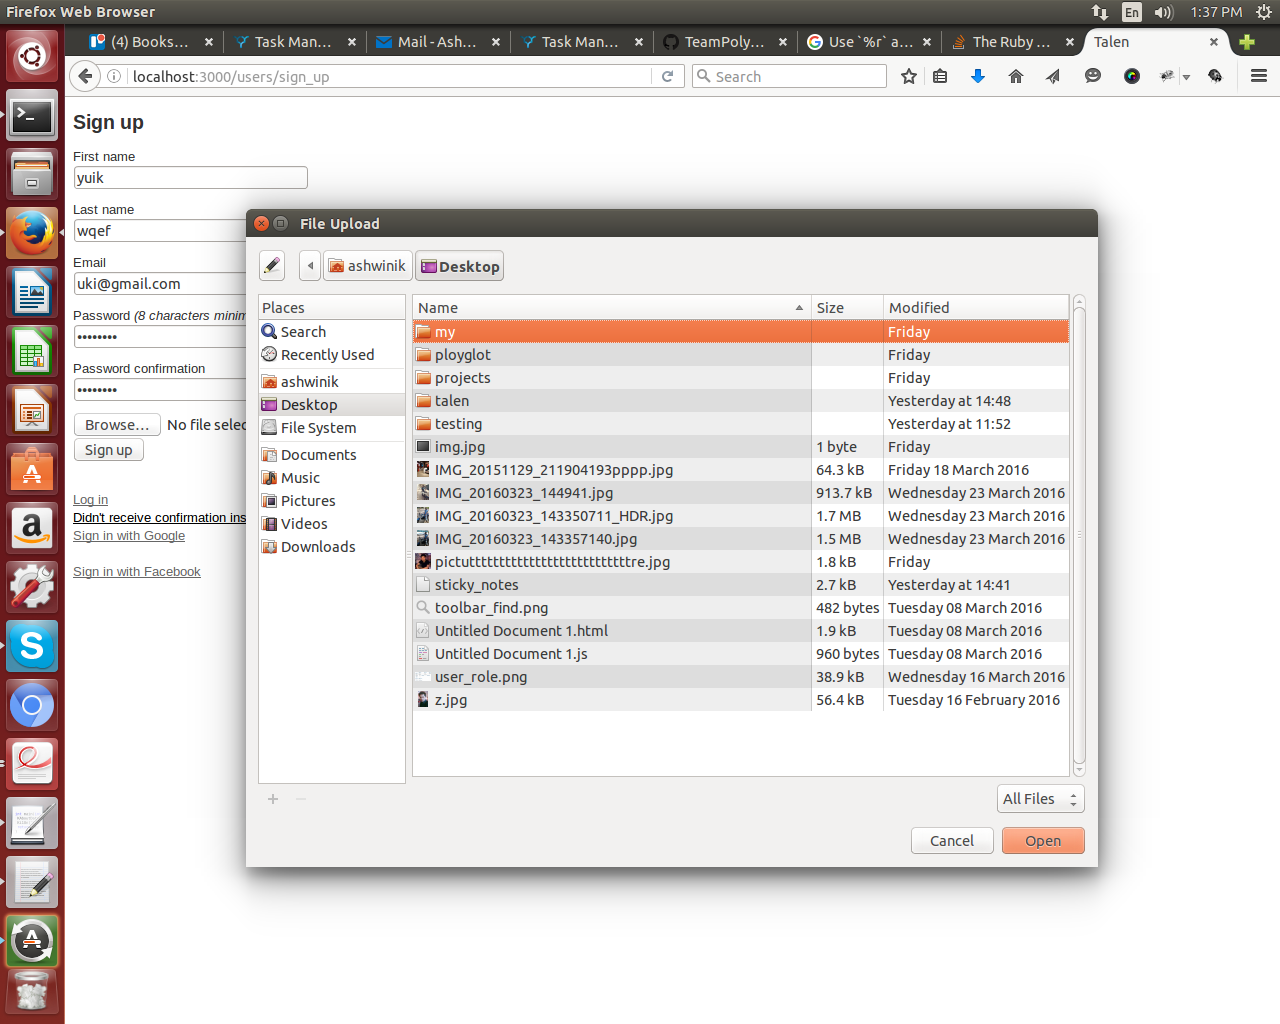 Firefox Web Browser
En
1:37 PM
(4) Books...
Task Man...
Mail - Ash...
Task Man...
TeamPoly...
Use `%r` a...
The Ruby ...
Talen
localhost:3000/users/sign_up
Search
Sign up
First name
yuik
Last name
wqef
Email
uki@gmail.com
Password (8 characters minim
••••••••
Password confirmation
••••••••
Browse... No file selec
Sign up
Log in
Didn't receive confirmation ins
Sign in with Google
Sign in with Facebook
File Upload
ashwinik
Desktop
Places
Search
Recently Used
ashwinik
Desktop
File System
Documents
Music
Pictures
Videos
Downloads
Name Size Modified
my Friday
ployglot Friday
projects Friday
talen Yesterday at 14:48
testing Yesterday at 11:52
img.jpg 1 byte Friday
IMG_20151129_211904193pppp.jpg 64.3 kB Friday 18 March 2016
IMG_20160323_144941.jpg 913.7 kB Wednesday 23 March 2016
IMG_20160323_143350711_HDR.jpg 1.7 MB Wednesday 23 March 2016
IMG_20160323_143357140.jpg 1.5 MB Wednesday 23 March 2016
1.8 kB Friday
sticky_notes 2.7 kB Yesterday at 14:41
toolbar_find.png 482 bytes Tuesday 08 March 2016
Untitled Document 1.html 1.9 kB Tuesday 08 March 2016
Untitled Document 1.js 960 bytes Tuesday 08 March 2016
user_role.png 38.9 kB Wednesday 16 March 2016
z.jpg 56.4 kB Tuesday 16 February 2016
All Files
Cancel
Open